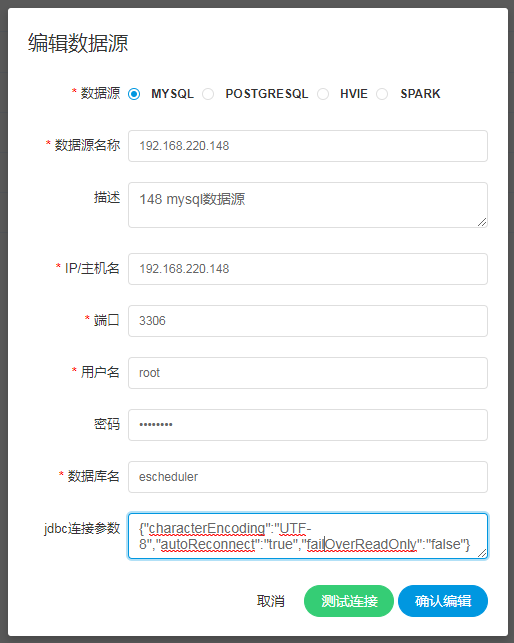 编辑数据源
* 数据源 MYSQL POSTGRESQL HVIE SPARK
* 数据源名称 192.168.220.148
描述 148 mysql数据源
* IP/主机名 192.168.220.148
* 端口 3306
* 用户名 root
密码 ••••••••
* 数据库名 escheduler
jdbc连接参数 {"characterEncoding":"UTF-
8","autoReconnect":"true","failOverReadOnly":"false"}
取消 测试连接 确认编辑